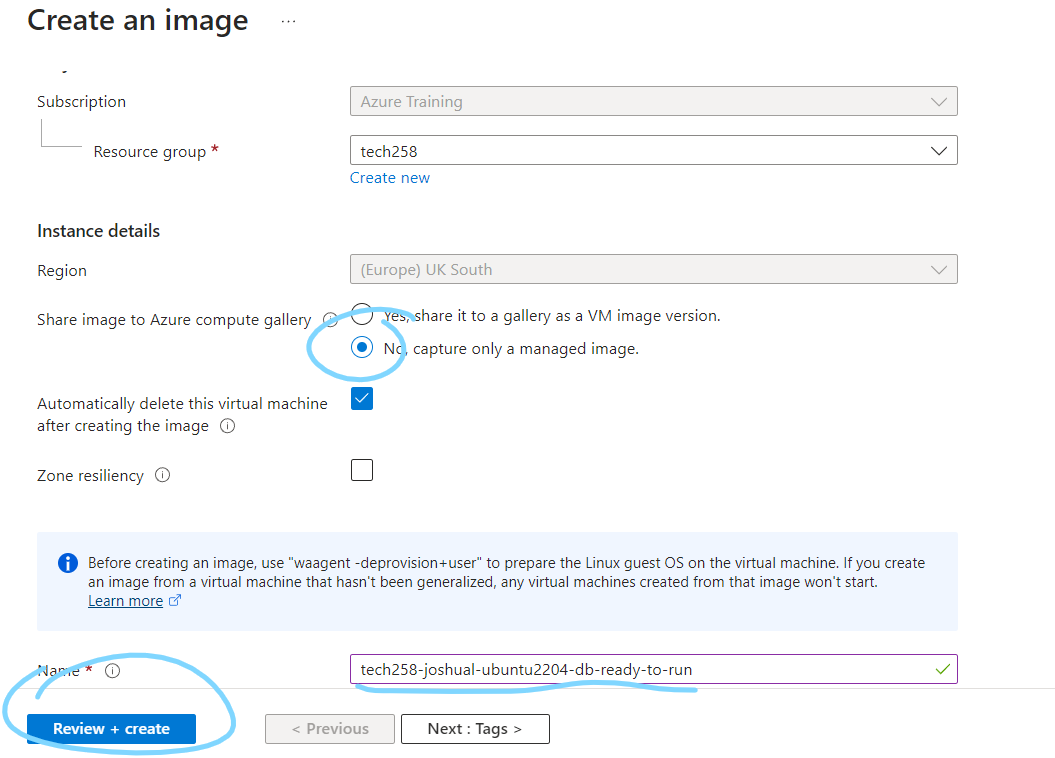 Create an image ...
Subscription
Azure Training
Resource group *
tech258
Create new
Instance details
Region
(Europe) UK South
Share image to Azure compute gallery
Yes, share it to a gallery as a VM image version.
No, capture only a managed image.
Automatically delete this virtual machine
after creating the image
Zone resiliency
Before creating an image, use "waagent -deprovision+user" to prepare the Linux guest OS on the virtual machine. If you create
an image from a virtual machine that hasn't been generalized, any virtual machines created from that image won't start.
Learn more
Name *
tech258-joshual-ubuntu2204-db-ready-to-run
Review + create
< Previous
Next : Tags >